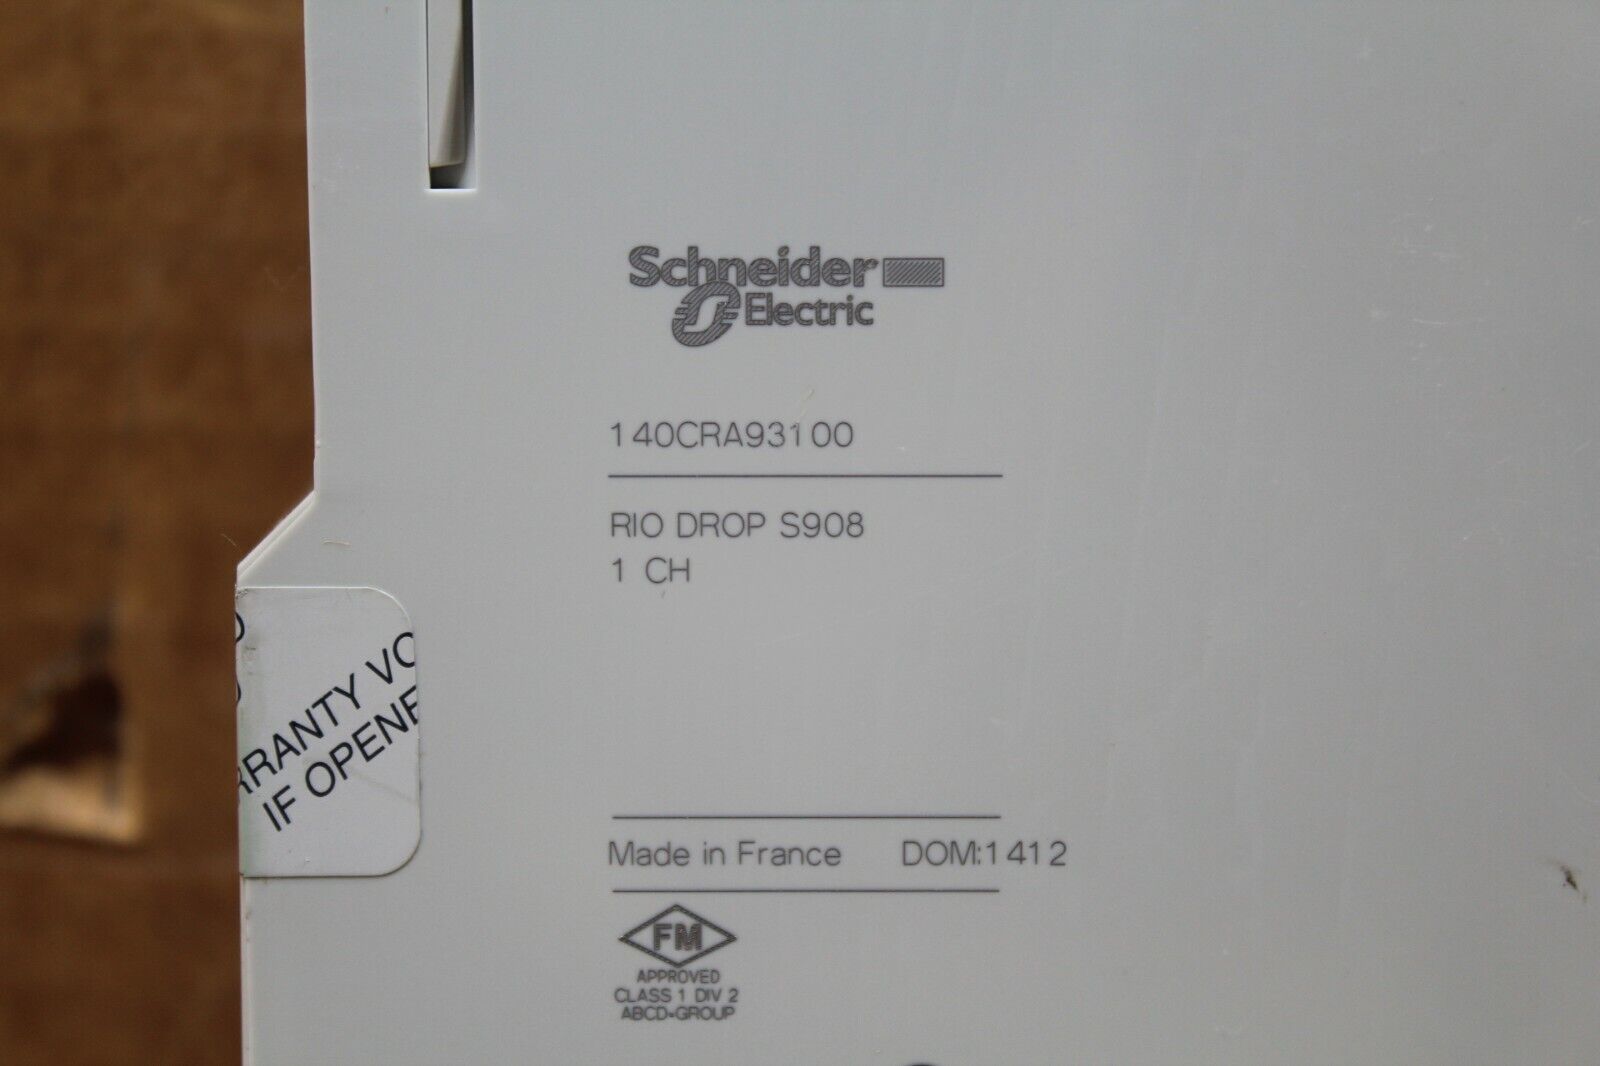 Schneider
Electric
140CRA93100
RIO DROP S908
1 CH
RRANTY VO
IF OPENE
Made in France DOM:1412
FM
APPROVED
CLASS 1 DIV 2
ABCD-GROUP